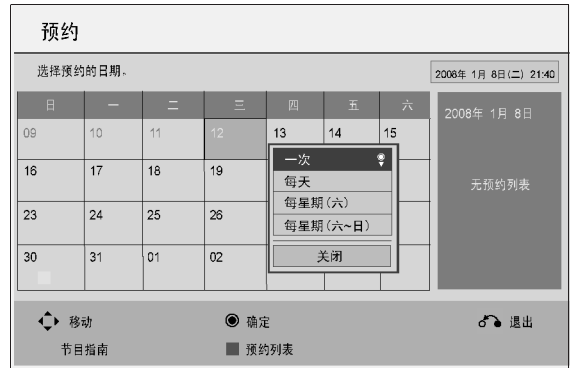 预约
选择预约的日期。
2008年 1月 8日(二) 21:40
日 一 二 三 四 五 六
2008年 1月 8日
09 10 11 12 13 14 15
一次
16 17 18 19
每天
无预约列表
每星期(六)
23 24 25 26
每星期(六~日)
30 31 01 02
关闭
移动 确定 退出
节目指南 预约列表